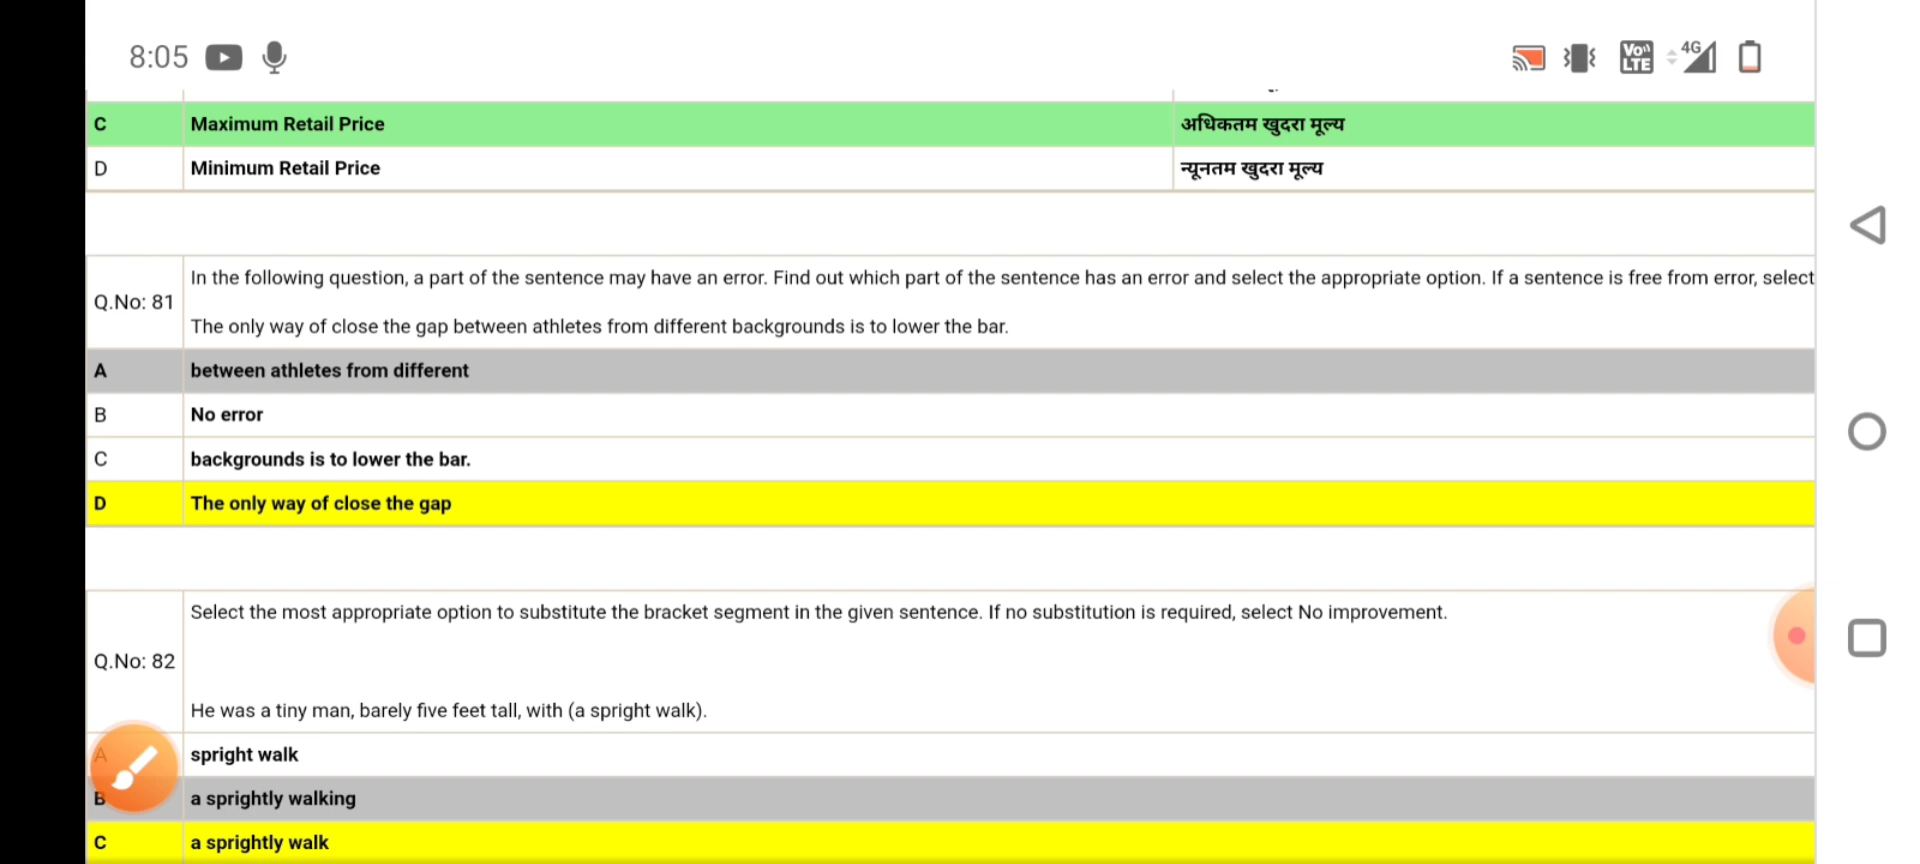 8:05
Vo)) LTE
4G
C Maximum Retail Price अधिकतम खुदरा मूल्य
D Minimum Retail Price न्यूनतम खुदरा मूल्य
Q.No: 81
In the following question, a part of the sentence may have an error. Find out which part of the sentence has an error and select the appropriate option. If a sentence is free from error, select
The only way of close the gap between athletes from different backgrounds is to lower the bar.
A between athletes from different
B No error
C backgrounds is to lower the bar.
D The only way of close the gap
Q.No: 82
Select the most appropriate option to substitute the bracket segment in the given sentence. If no substitution is required, select No improvement.
He was a tiny man, barely five feet tall, with (a spright walk).
A spright walk
B a sprightly walking
C a sprightly walk